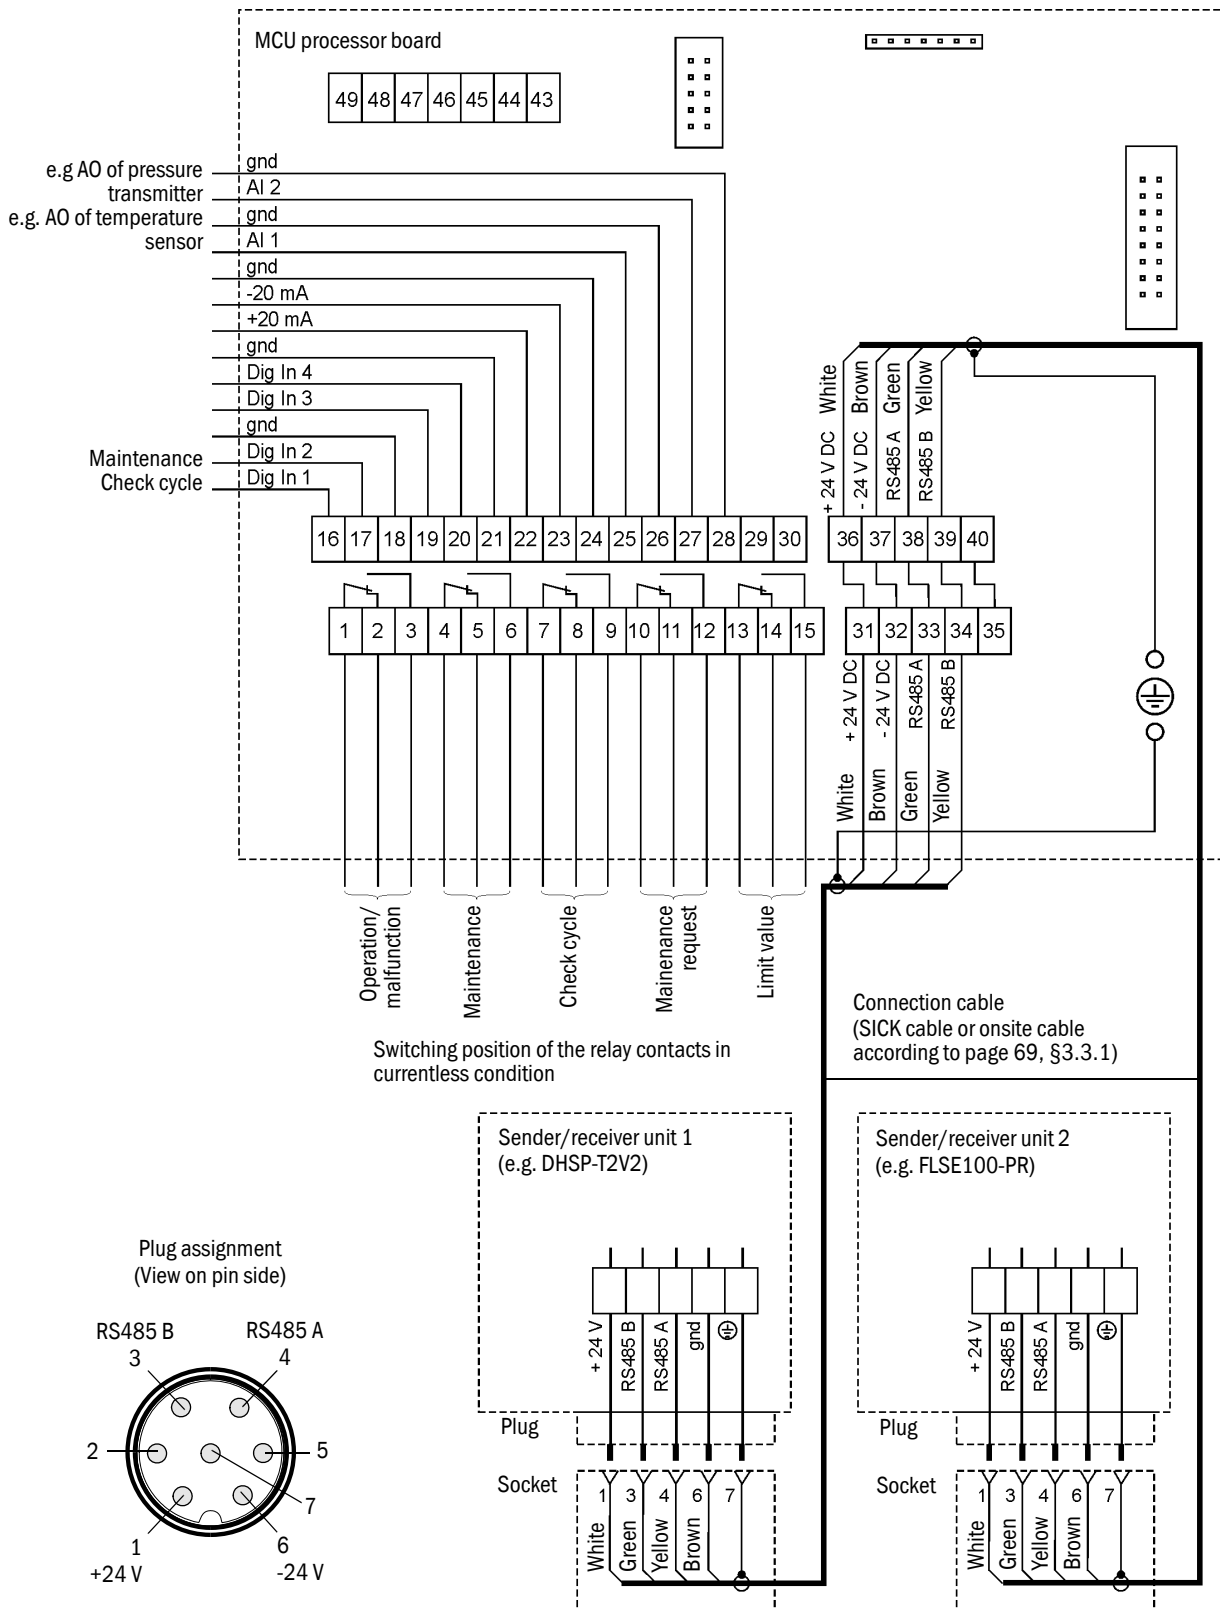 MCU processor board
49 48 47 46 45 44 43
e.g AO of pressure
transmitter
e.g. AO of temperature
sensor
gnd
AI 2
gnd
AI 1
gnd
-20 mA
+20 mA
gnd
Dig In 4
Dig In 3
gnd
Dig In 2
Dig In 1
Maintenance
Check cycle
+ 24 V DC White
- 24 V DC Brown
RS485 A Green
RS485 B Yellow
16 17 18 19 20 21 22 23 24 25 26 27 28 29 30
36 37 38 39 40
1 2 3 4 5 6 7 8 9 10 11 12 13 14 15
31 32 33 34 35
White + 24 V DC
Brown - 24 V DC
Green RS485 A
Yellow RS485 B
Operation/
malfunction
Maintenance
Check cycle
Mainenance
request
Limit value
Switching position of the relay contacts in
currentless condition
Connection cable
(SICK cable or onsite cable
according to page 69, §3.3.1)
Sender/receiver unit 1
(e.g. DHSP-T2V2)
+ 24 V
RS485 B
RS485 A
gnd
Plug
Socket
1 3 4 6 7
White
Green
Yellow
Brown
Sender/receiver unit 2
(e.g. FLSE100-PR)
+ 24 V
RS485 B
RS485 A
gnd
Plug
Socket
1 3 4 6 7
White
Green
Yellow
Brown
Plug assignment
(View on pin side)
RS485 B
3
RS485 A
4
2
5
7
1
+24 V
6
-24 V